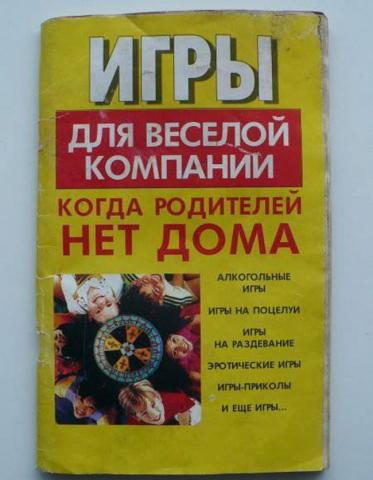 ИГРЫ
ДЛЯ ВЕСЕЛОЙ
КОМПАНИИ
КОГДА РОДИТЕЛЕЙ
НЕТ ДОМА
АЛКОГОЛЬНЫЕ
ИГРЫ
ИГРЫ НА ПОЦЕЛУИ
ИГРЫ
НА РАЗДЕВАНИЕ
ЭРОТИЧЕСКИЕ ИГРЫ
ИГРЫ-ПРИКОЛЫ
И ЕЩЕ ИГРЫ...